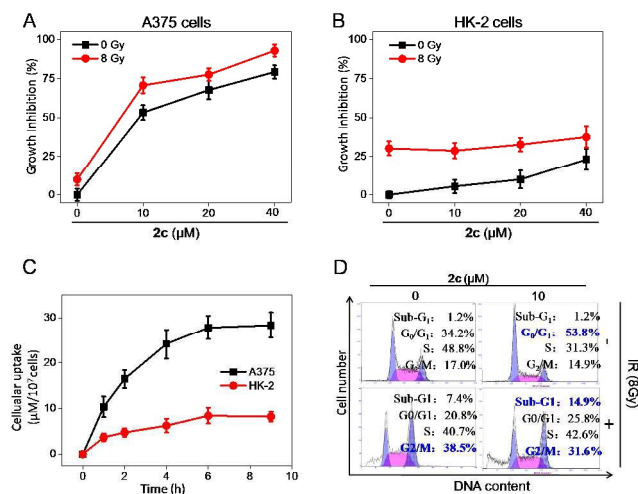 A
A375 cells
Growth inhibition (%)
100
75
50
25
0
0 Gy
8 Gy
0
10
20
40
2c (μM)
B
HK-2 cells
Growth inhibition (%)
100
75
50
25
0
0 Gy
8 Gy
0
10
20
40
2c (μM)
C
Cellualar uptake
(μM/10⁷ cells)
30
20
10
0
A375
HK-2
0
2
4
6
8
10
Time (h)
D
2c (μM)
0
10
Cell number
Sub-G₁: 1.2%
G₀/G₁: 34.2%
S: 48.8%
G₂/M: 17.0%
Sub-G₁: 1.2%
G₀/G₁: 53.8%
S: 31.3%
G₂/M: 14.9%
Sub-G1: 7.4%
G0/G1: 20.8%
S: 40.7%
G2/M: 38.5%
Sub-G1: 14.9%
G0/G1: 25.8%
S: 42.6%
G2/M: 31.6%
-
+
IR (8Gy)
DNA content